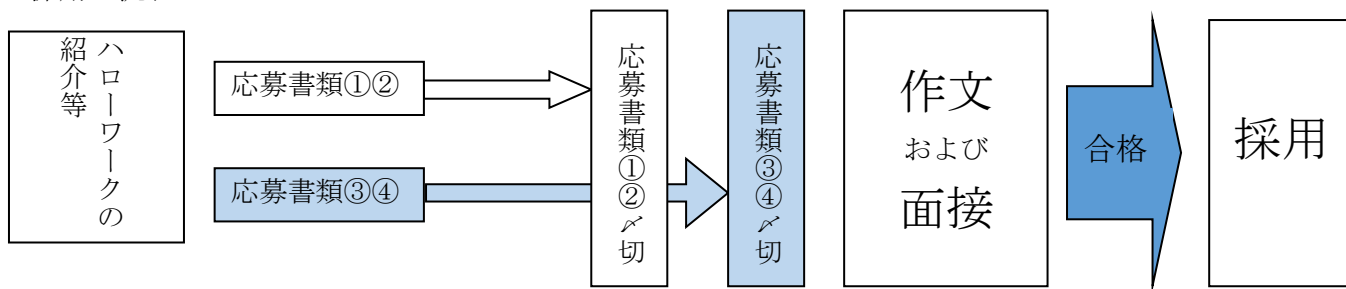 ハローワークの
紹介等
応募書類①②
応募書類③④
応募書類①②〆切
応募書類③④〆切
作文
および
面接
合格
採用